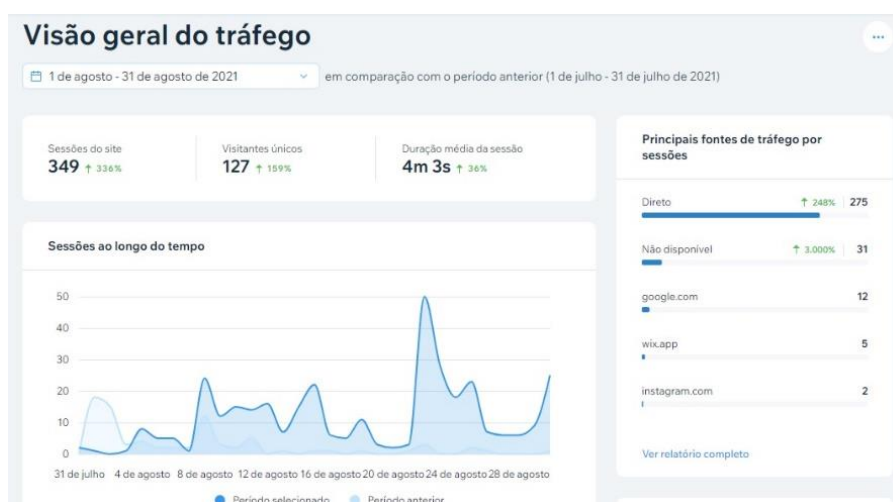 Visão geral do tráfego
1 de agosto - 31 de agosto de 2021
em comparação com o período anterior (1 de julho - 31 de julho de 2021)
Sessões do site
349 ↑ 336%
Visitantes únicos
127 ↑ 159%
Duração média da sessão
4m 3s ↑ 36%
Sessões ao longo do tempo
50
40
30
20
10
0
31 de julho 4 de agosto 8 de agosto 12 de agosto 16 de agosto 20 de agosto 24 de agosto 28 de agosto
Período selecionado Período anterior
Principais fontes de tráfego por
sessões
Direto ↑ 248% 275
Não disponível ↑ 3.000% 31
google.com 12
wix.app 5
instagram.com 2
Ver relatório completo